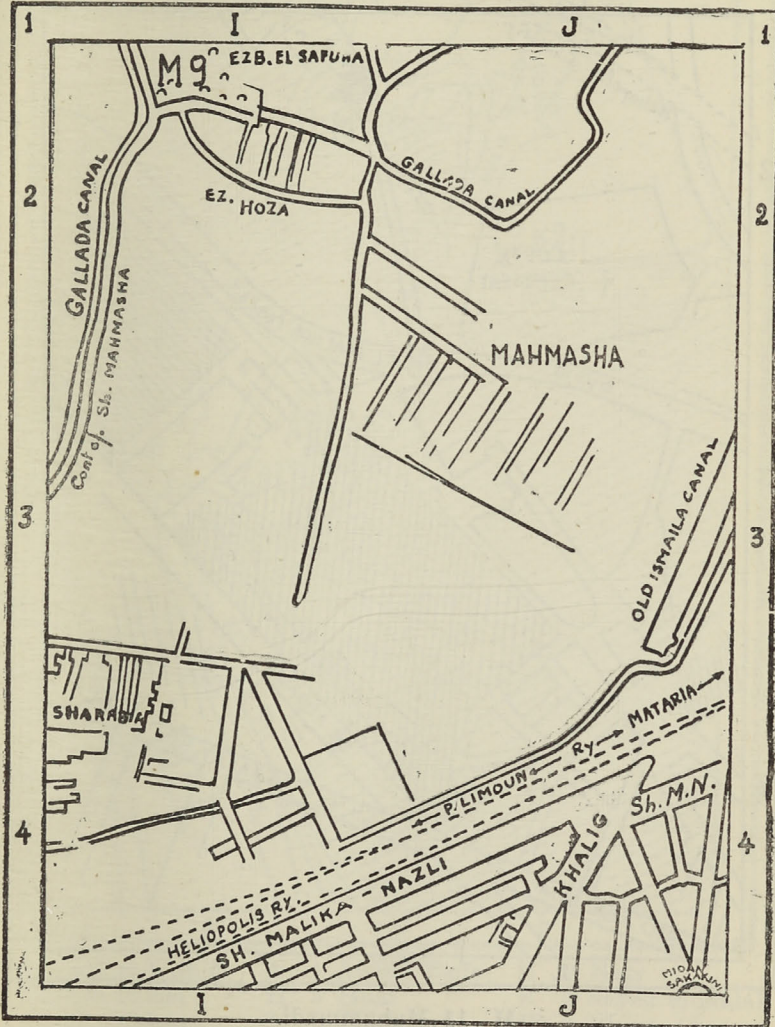 1 I J 1
M9 EZB. EL SAFUHA
GALLADA CANAL
2
EZ. HOZA
GALLADA CANAL
2
Cont of. Sh. MAHMASHA
MAHMASHA
3
OLD ISMAILA CANAL
3
SHARABIA
P. LIMOUN Ry MATARIA
4
Sh. M.N.
4
KHALIG
HELIOPOLIS RY.
SH. MALIKA - NAZLI
MIDAN
SAKAKINI
I J